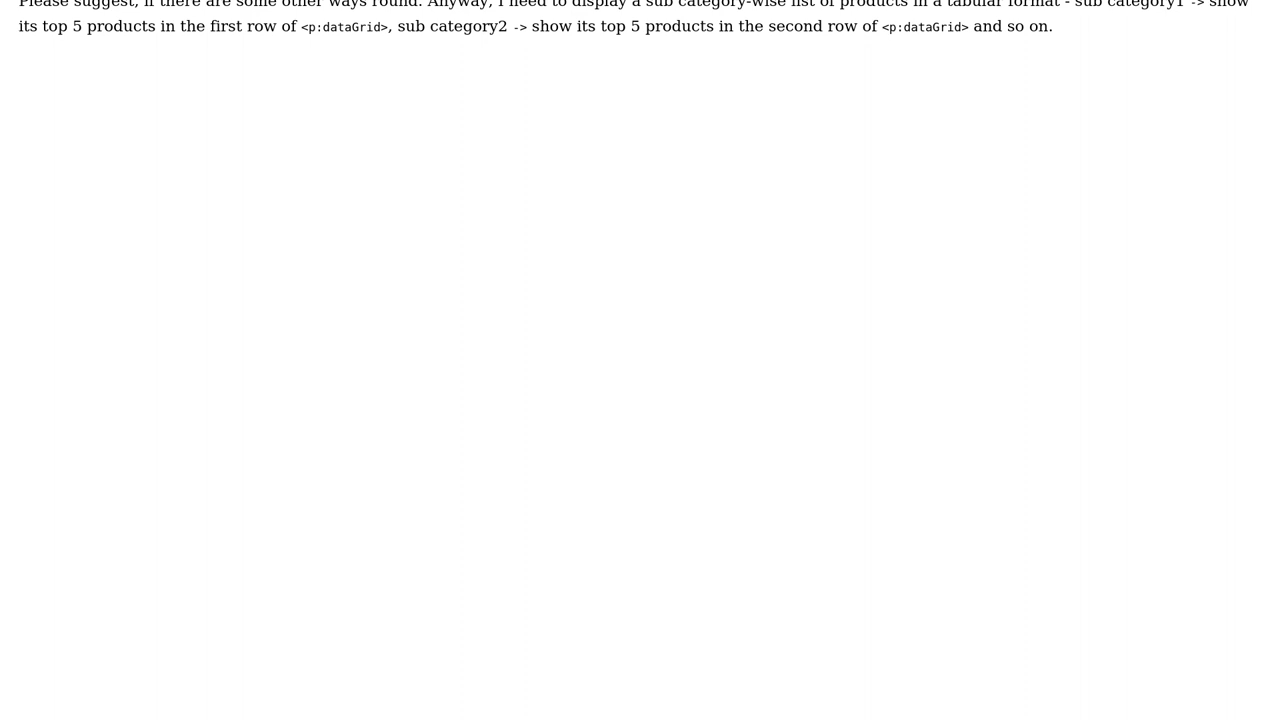 Please suggest, if there are some other ways round. Anyway, I need to display a sub category-wise list of products in a tabular format - sub category1 -> show
its top 5 products in the first row of <p:dataGrid>, sub category2 -> show its top 5 products in the second row of <p:dataGrid> and so on.